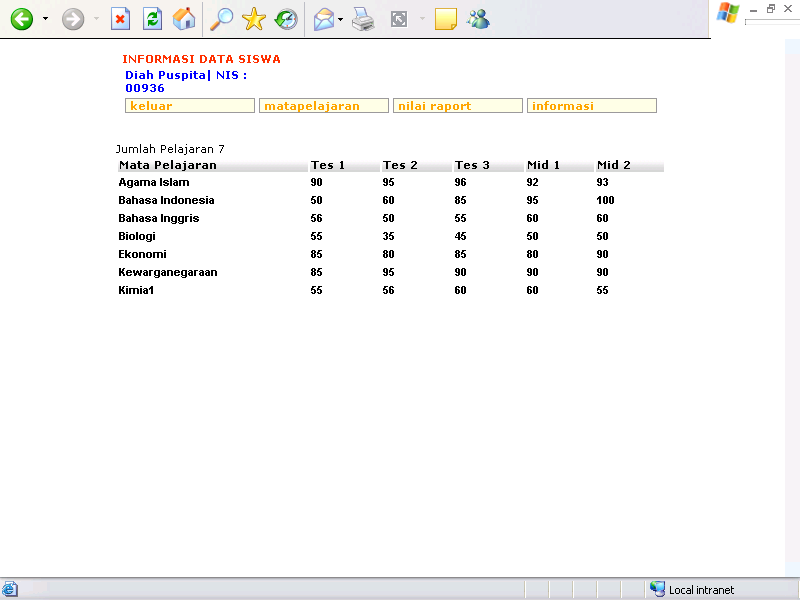 INFORMASI DATA SISWA
Diah Puspita| NIS :
00936
keluar matapelajaran nilai raport informasi
Jumlah Pelajaran 7
Mata Pelajaran Tes 1 Tes 2 Tes 3 Mid 1 Mid 2
Agama Islam 90 95 96 92 93
Bahasa Indonesia 50 60 85 95 100
Bahasa Inggris 56 50 55 60 60
Biologi 55 35 45 50 50
Ekonomi 85 80 85 80 90
Kewarganegaraan 85 95 90 90 90
Kimia1 55 56 60 60 55
Local intranet